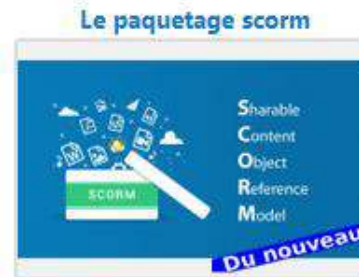 Le paquetage scorm
SCORM
Sharable
Content
Object
Reference
Model
Du nouveau